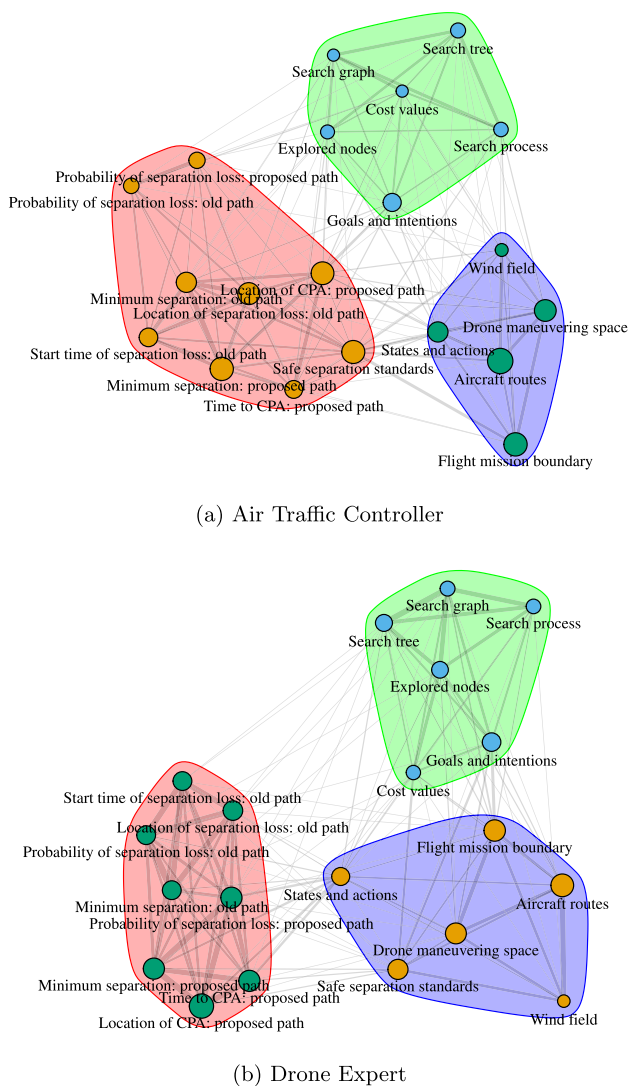 Search tree
Search graph
Cost values
Explored nodes
Search process
Probability of separation loss: proposed path
Probability of separation loss: old path
Goals and intentions
Wind field
Location of CPA: proposed path
Minimum separation: old path
Location of separation loss: old path
Drone maneuvering space
States and actions
Start time of separation loss: old path
Safe separation standards
Aircraft routes
Minimum separation: proposed path
Time to CPA: proposed path
Flight mission boundary
(a) Air Traffic Controller
Search graph
Search process
Search tree
Explored nodes
Goals and intentions
Cost values
Start time of separation loss: old path
Location of separation loss: old path
Flight mission boundary
Probability of separation loss: old path
States and actions
Aircraft routes
Minimum separation: old path
Probability of separation loss: proposed path
Drone maneuvering space
Minimum separation: proposed path
Safe separation standards
Time to CPA: proposed path
Wind field
Location of CPA: proposed path
(b) Drone Expert